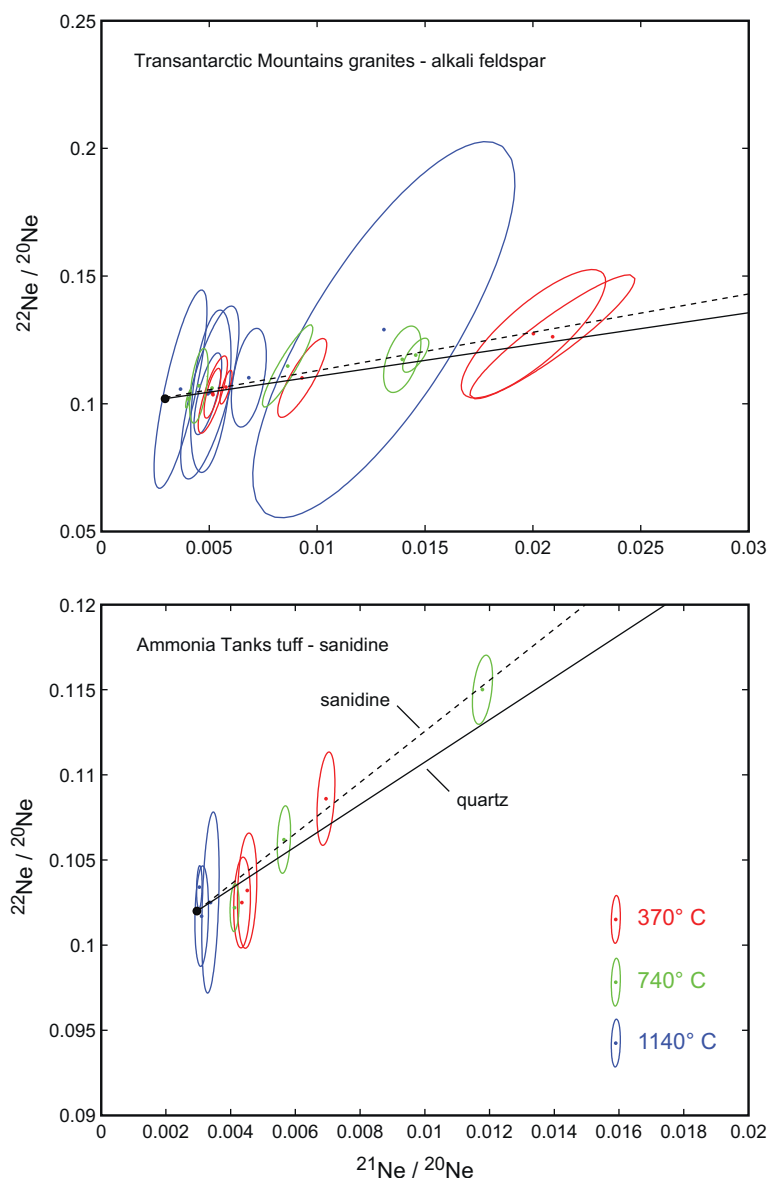 0.25
Transantarctic Mountains granites - alkali feldspar
0.2
²²Ne / ²⁰Ne
0.15
0.1
0.05
0 0.005 0.01 0.015 0.02 0.025 0.03
0.12
Ammonia Tanks tuff - sanidine
0.115
sanidine
0.11
quartz
²²Ne / ²⁰Ne
0.105
0.1
370° C
740° C
0.095
1140° C
0.09
0 0.002 0.004 0.006 0.008 0.01 0.012 0.014 0.016 0.018 0.02
²¹Ne / ²⁰Ne